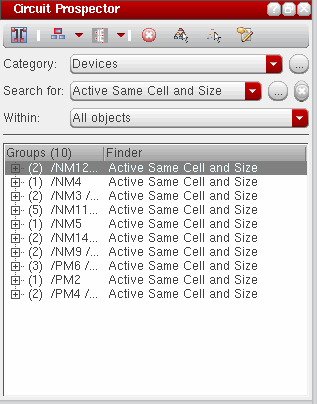 Circuit Prospector
Category: Devices ...
Search for: Active Same Cell and Size ...
Within: All objects
Groups (10) Finder
(2) /NM12... Active Same Cell and Size
(1) /NM4 Active Same Cell and Size
(2) /NM3 /... Active Same Cell and Size
(5) /NM11... Active Same Cell and Size
(1) /NM5 Active Same Cell and Size
(2) /NM14... Active Same Cell and Size
(2) /NM9 /... Active Same Cell and Size
(3) /PM6 /... Active Same Cell and Size
(1) /PM2 Active Same Cell and Size
(2) /PM4 /... Active Same Cell and Size